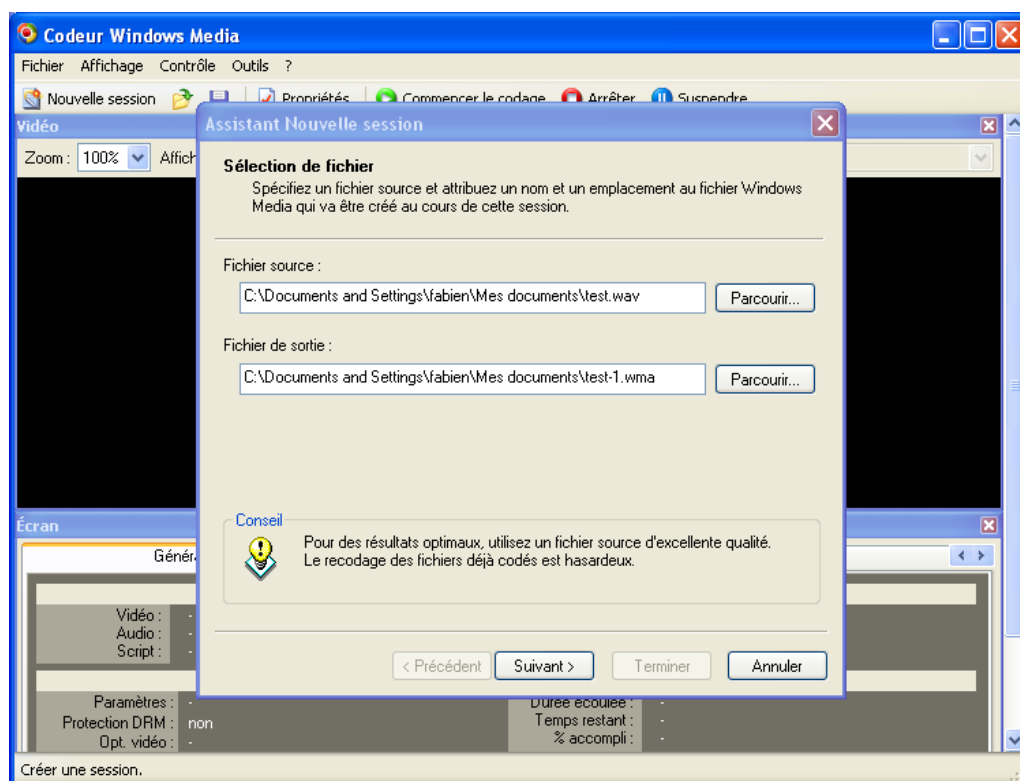 Codeur Windows Media
Fichier Affichage Contrôle Outils ?
Nouvelle session Propriétés Commencer le codage Arrêter Suspendre
Vidéo
Zoom : 100% Affich
Assistant Nouvelle session
Sélection de fichier
Spécifiez un fichier source et attribuez un nom et un emplacement au fichier Windows
Media qui va être créé au cours de cette session.
Fichier source :
C:\Documents and Settings\fabien\Mes documents\test.wav Parcourir...
Fichier de sortie :
C:\Documents and Settings\fabien\Mes documents\test-1.wma Parcourir...
Conseil
Pour des résultats optimaux, utilisez un fichier source d'excellente qualité.
Le recodage des fichiers déjà codés est hasardeux.
< Précédent Suivant > Terminer Annuler
Écran
Généra
Vidéo : -
Audio : -
Script : -
Paramètres : - Durée écoulée : -
Protection DRM : non Temps restant : -
Opt. vidéo : - % accompli : -
Créer une session.